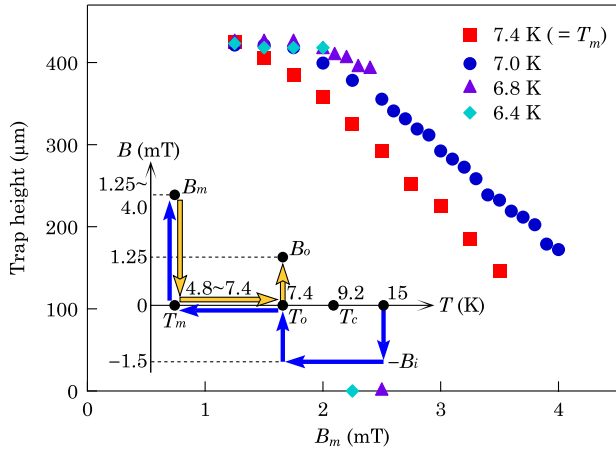 Trap height (μm)
400
300
200
100
0
0
1
2
3
4
B_m (mT)
7.4 K ( = T_m)
7.0 K
6.8 K
6.4 K
B (mT)
1.25~
4.0
B_m
1.25
B_o
4.8~7.4
7.4
9.2
15
0
T_m
T_o
T_c
T (K)
−1.5
−B_i